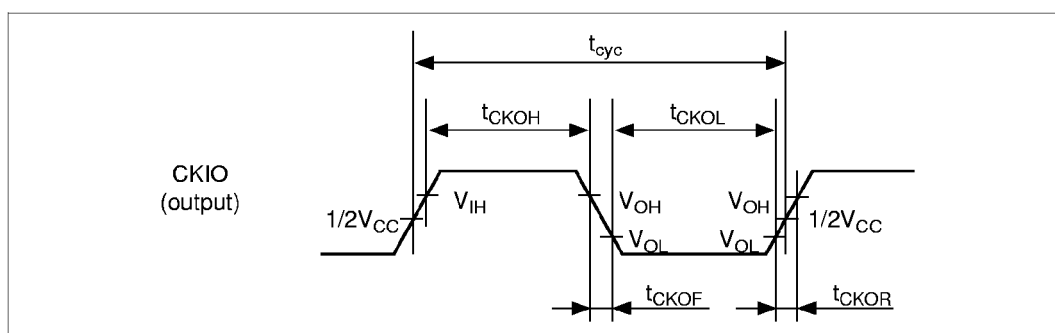 tcyc
tCKOH tCKOL
CKIO
(output)
1/2VCC VIH VOH VOL VOH VOL 1/2VCC
tCKOF tCKOR